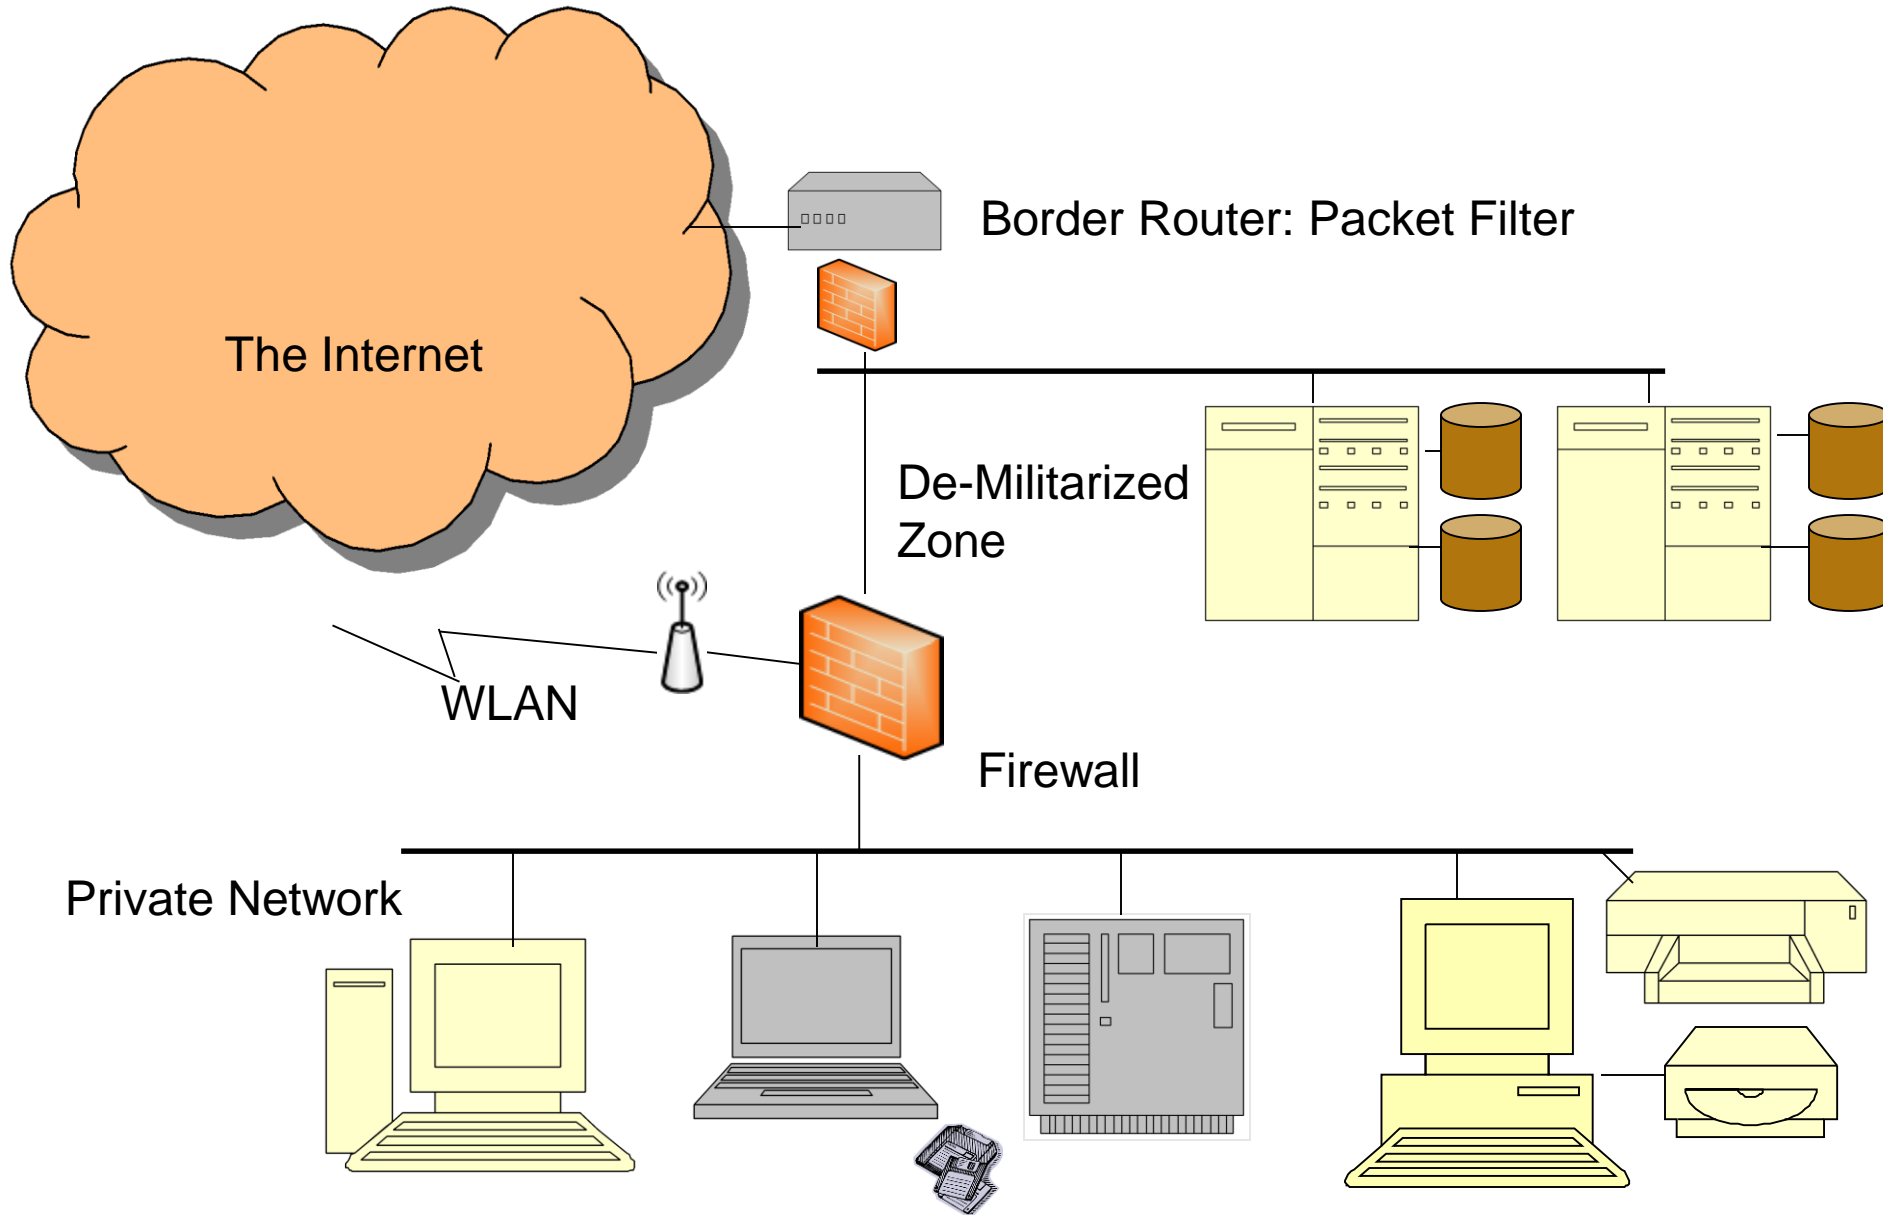 Border Router: Packet Filter
The Internet
De-Militarized
Zone
WLAN
Firewall
Private Network